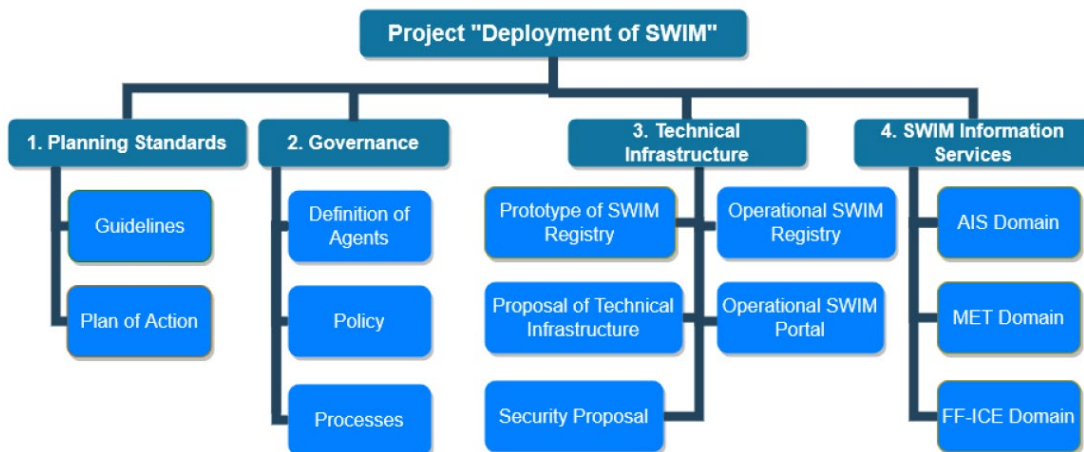 Project "Deployment of SWIM"
1. Planning Standards
Guidelines
Plan of Action
2. Governance
Definition of
Agents
Policy
Processes
3. Technical
Infrastructure
Prototype of SWIM
Registry
Operational SWIM
Registry
Proposal of Technical
Infrastructure
Operational SWIM
Portal
Security Proposal
4. SWIM Information
Services
AIS Domain
MET Domain
FF-ICE Domain